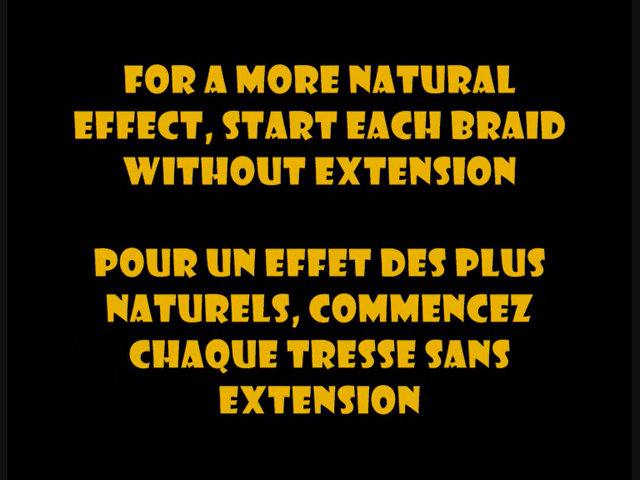 FOR A MORE NATURAL
EFFECT, START EACH BRAID
WITHOUT EXTENSION
POUR UN EFFET DES PLUS
NATURELS, COMMENCEZ
CHAQUE TRESSE SANS
EXTENSION